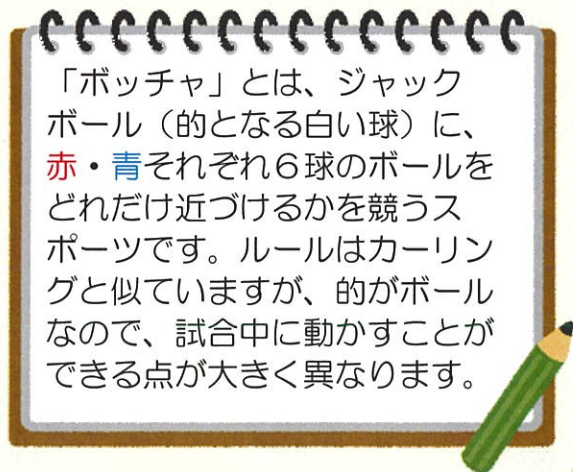 「ボッチャ」とは、ジャック
ボール（的となる白い球）に、
赤・青それぞれ６球のボールを
どれだけ近づけるかを競うス
ポーツです。ルールはカーリン
グと似ていますが、的がボール
なので、試合中に動かすことが
できる点が大きく異なります。